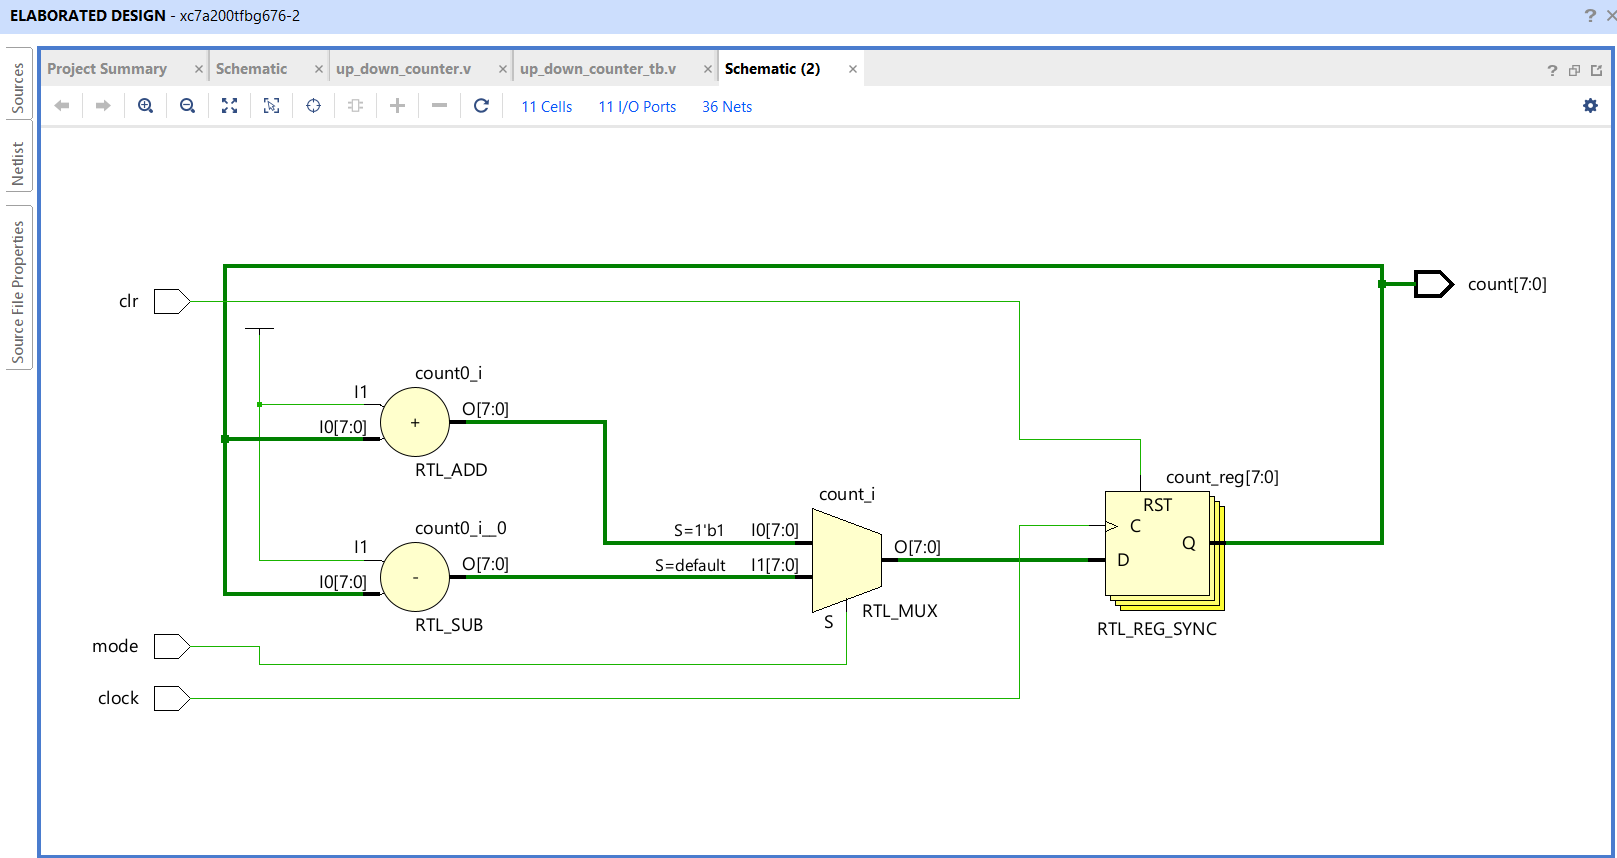 ELABORATED DESIGN - xc7a200tfbg676-2
?
Sources
Netlist
Source File Properties
Project Summary
Schematic
up_down_counter.v
up_down_counter_tb.v
Schematic (2)
?
11 Cells
11 I/O Ports
36 Nets
clr
count[7:0]
count0_i
I1
O[7:0]
+
I0[7:0]
RTL_ADD
count_reg[7:0]
count_i
RST
count0_i__0
S=1'b1
I0[7:0]
C
I1
O[7:0]
O[7:0]
Q
S=default
I1[7:0]
D
-
I0[7:0]
RTL_SUB
S
RTL_MUX
RTL_REG_SYNC
mode
clock